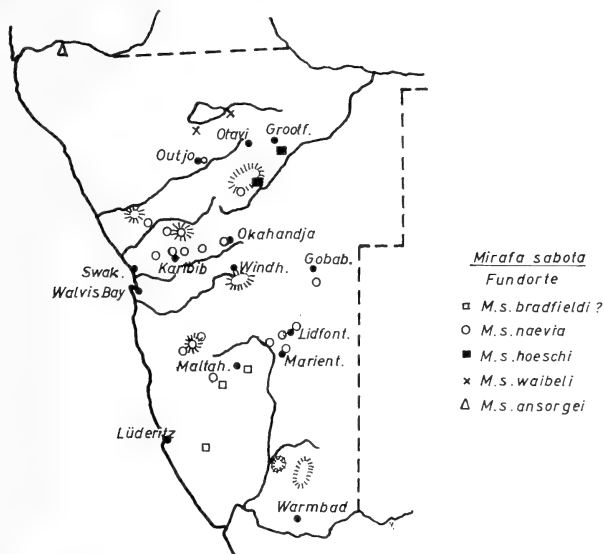 Otavi
Grootf.
Outjo
Okahandja
Karibib
Windh.
Gobab.
Swak.
Walvis Bay
Lidfont.
Marient.
Maltah.
Lüderitz
Warmbad
Mirafa sabota
Fundorte
M.s.bradfieldi?
M.s.naevia
M.s.hoeschi
M.s.waibeli
M.s.ansorgei